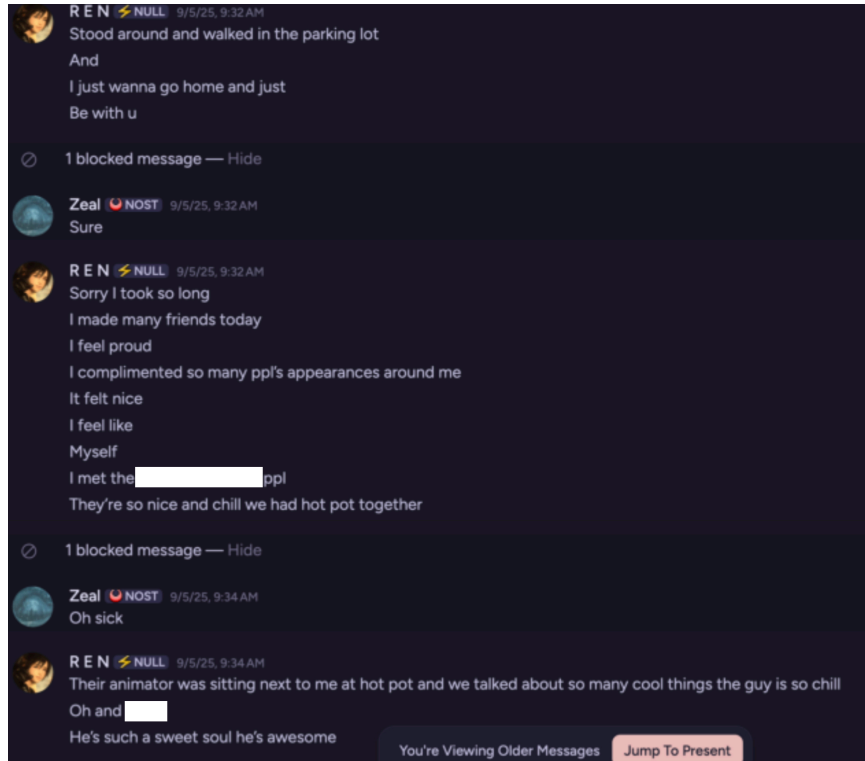 R E N ⚡NULL 9/5/25, 9:32 AM
Stood around and walked in the parking lot
And
I just wanna go home and just
Be with u
1 blocked message — Hide
Zeal NOST 9/5/25, 9:32 AM
Sure
R E N ⚡NULL 9/5/25, 9:32 AM
Sorry I took so long
I made many friends today
I feel proud
I complimented so many ppl's appearances around me
It felt nice
I feel like
Myself
I met the ppl
They're so nice and chill we had hot pot together
1 blocked message — Hide
Zeal NOST 9/5/25, 9:34 AM
Oh sick
R E N ⚡NULL 9/5/25, 9:34 AM
Their animator was sitting next to me at hot pot and we talked about so many cool things the guy is so chill
Oh and
He's such a sweet soul he's awesome
You're Viewing Older Messages Jump To Present